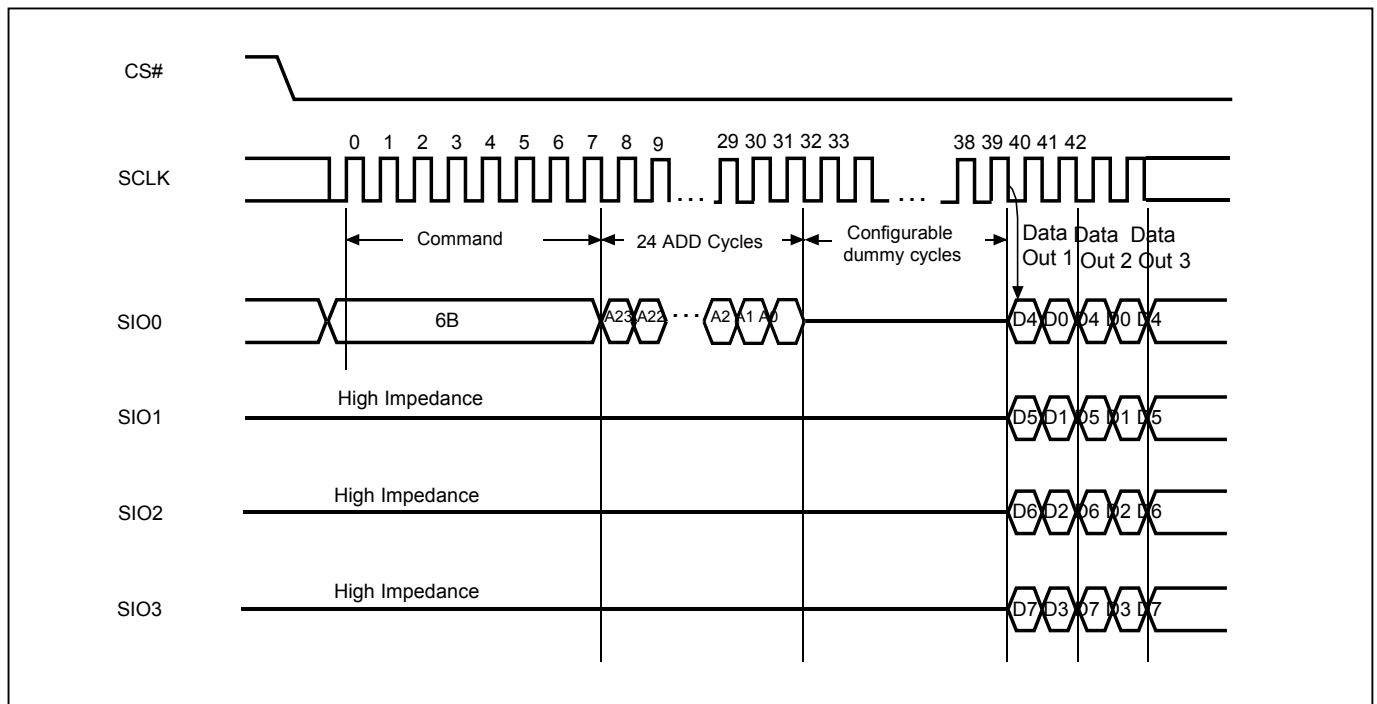 CS#
0 1 2 3 4 5 6 7 8 9 29 30 31 32 33 38 39 40 41 42
SCLK
. . . . . .
Command
24 ADD Cycles
Configurable
dummy cycles
Data
Out 1
Data
Out 2
Data
Out 3
SIO0
6B
A23 A22 · · · A2 A1 A0
D4 D0 D4 D0 D4
High Impedance
SIO1
D5 D1 D5 D1 D5
High Impedance
SIO2
D6 D2 D6 D2 D6
High Impedance
SIO3
D7 D3 D7 D3 D7